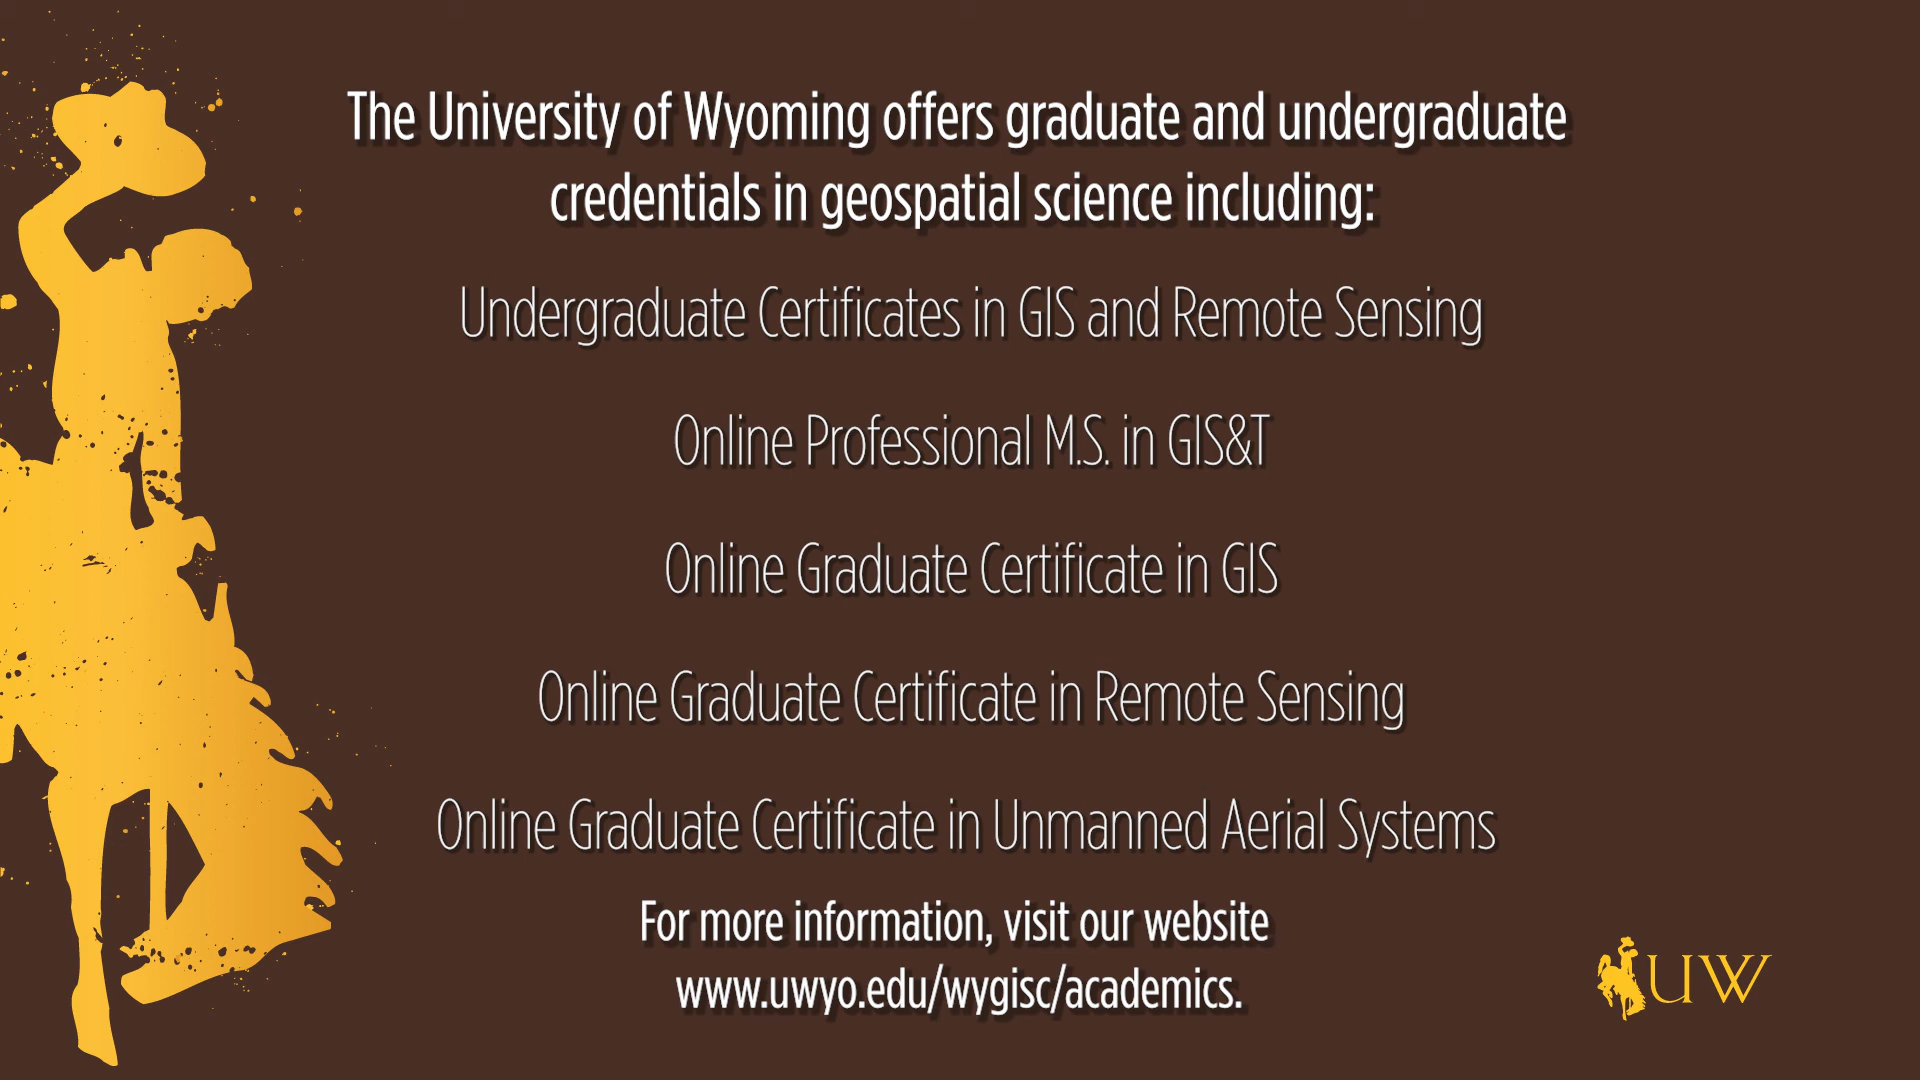 The University of Wyoming offers graduate and undergraduate
credentials in geospatial science including:
Undergraduate Certificates in GIS and Remote Sensing
Online Professional M.S. in GIS&T
Online Graduate Certificate in GIS
Online Graduate Certificate in Remote Sensing
Online Graduate Certificate in Unmanned Aerial Systems
For more information, visit our website
www.uwyo.edu/wygisc/academics.
UW